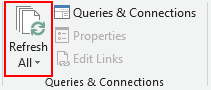 Refresh
All
Queries & Connections
Properties
Edit Links
Queries & Connections